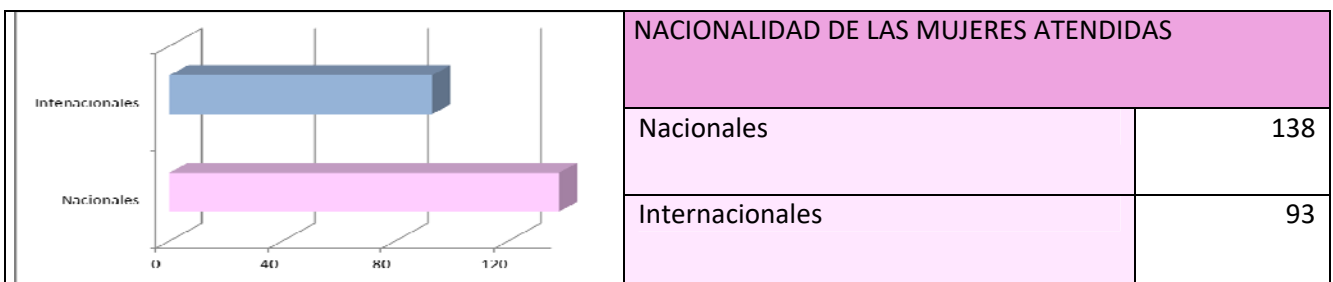 Intenacionales
Nacionales
0 40 80 120
NACIONALIDAD DE LAS MUJERES ATENDIDAS
Nacionales 138
Internacionales 93